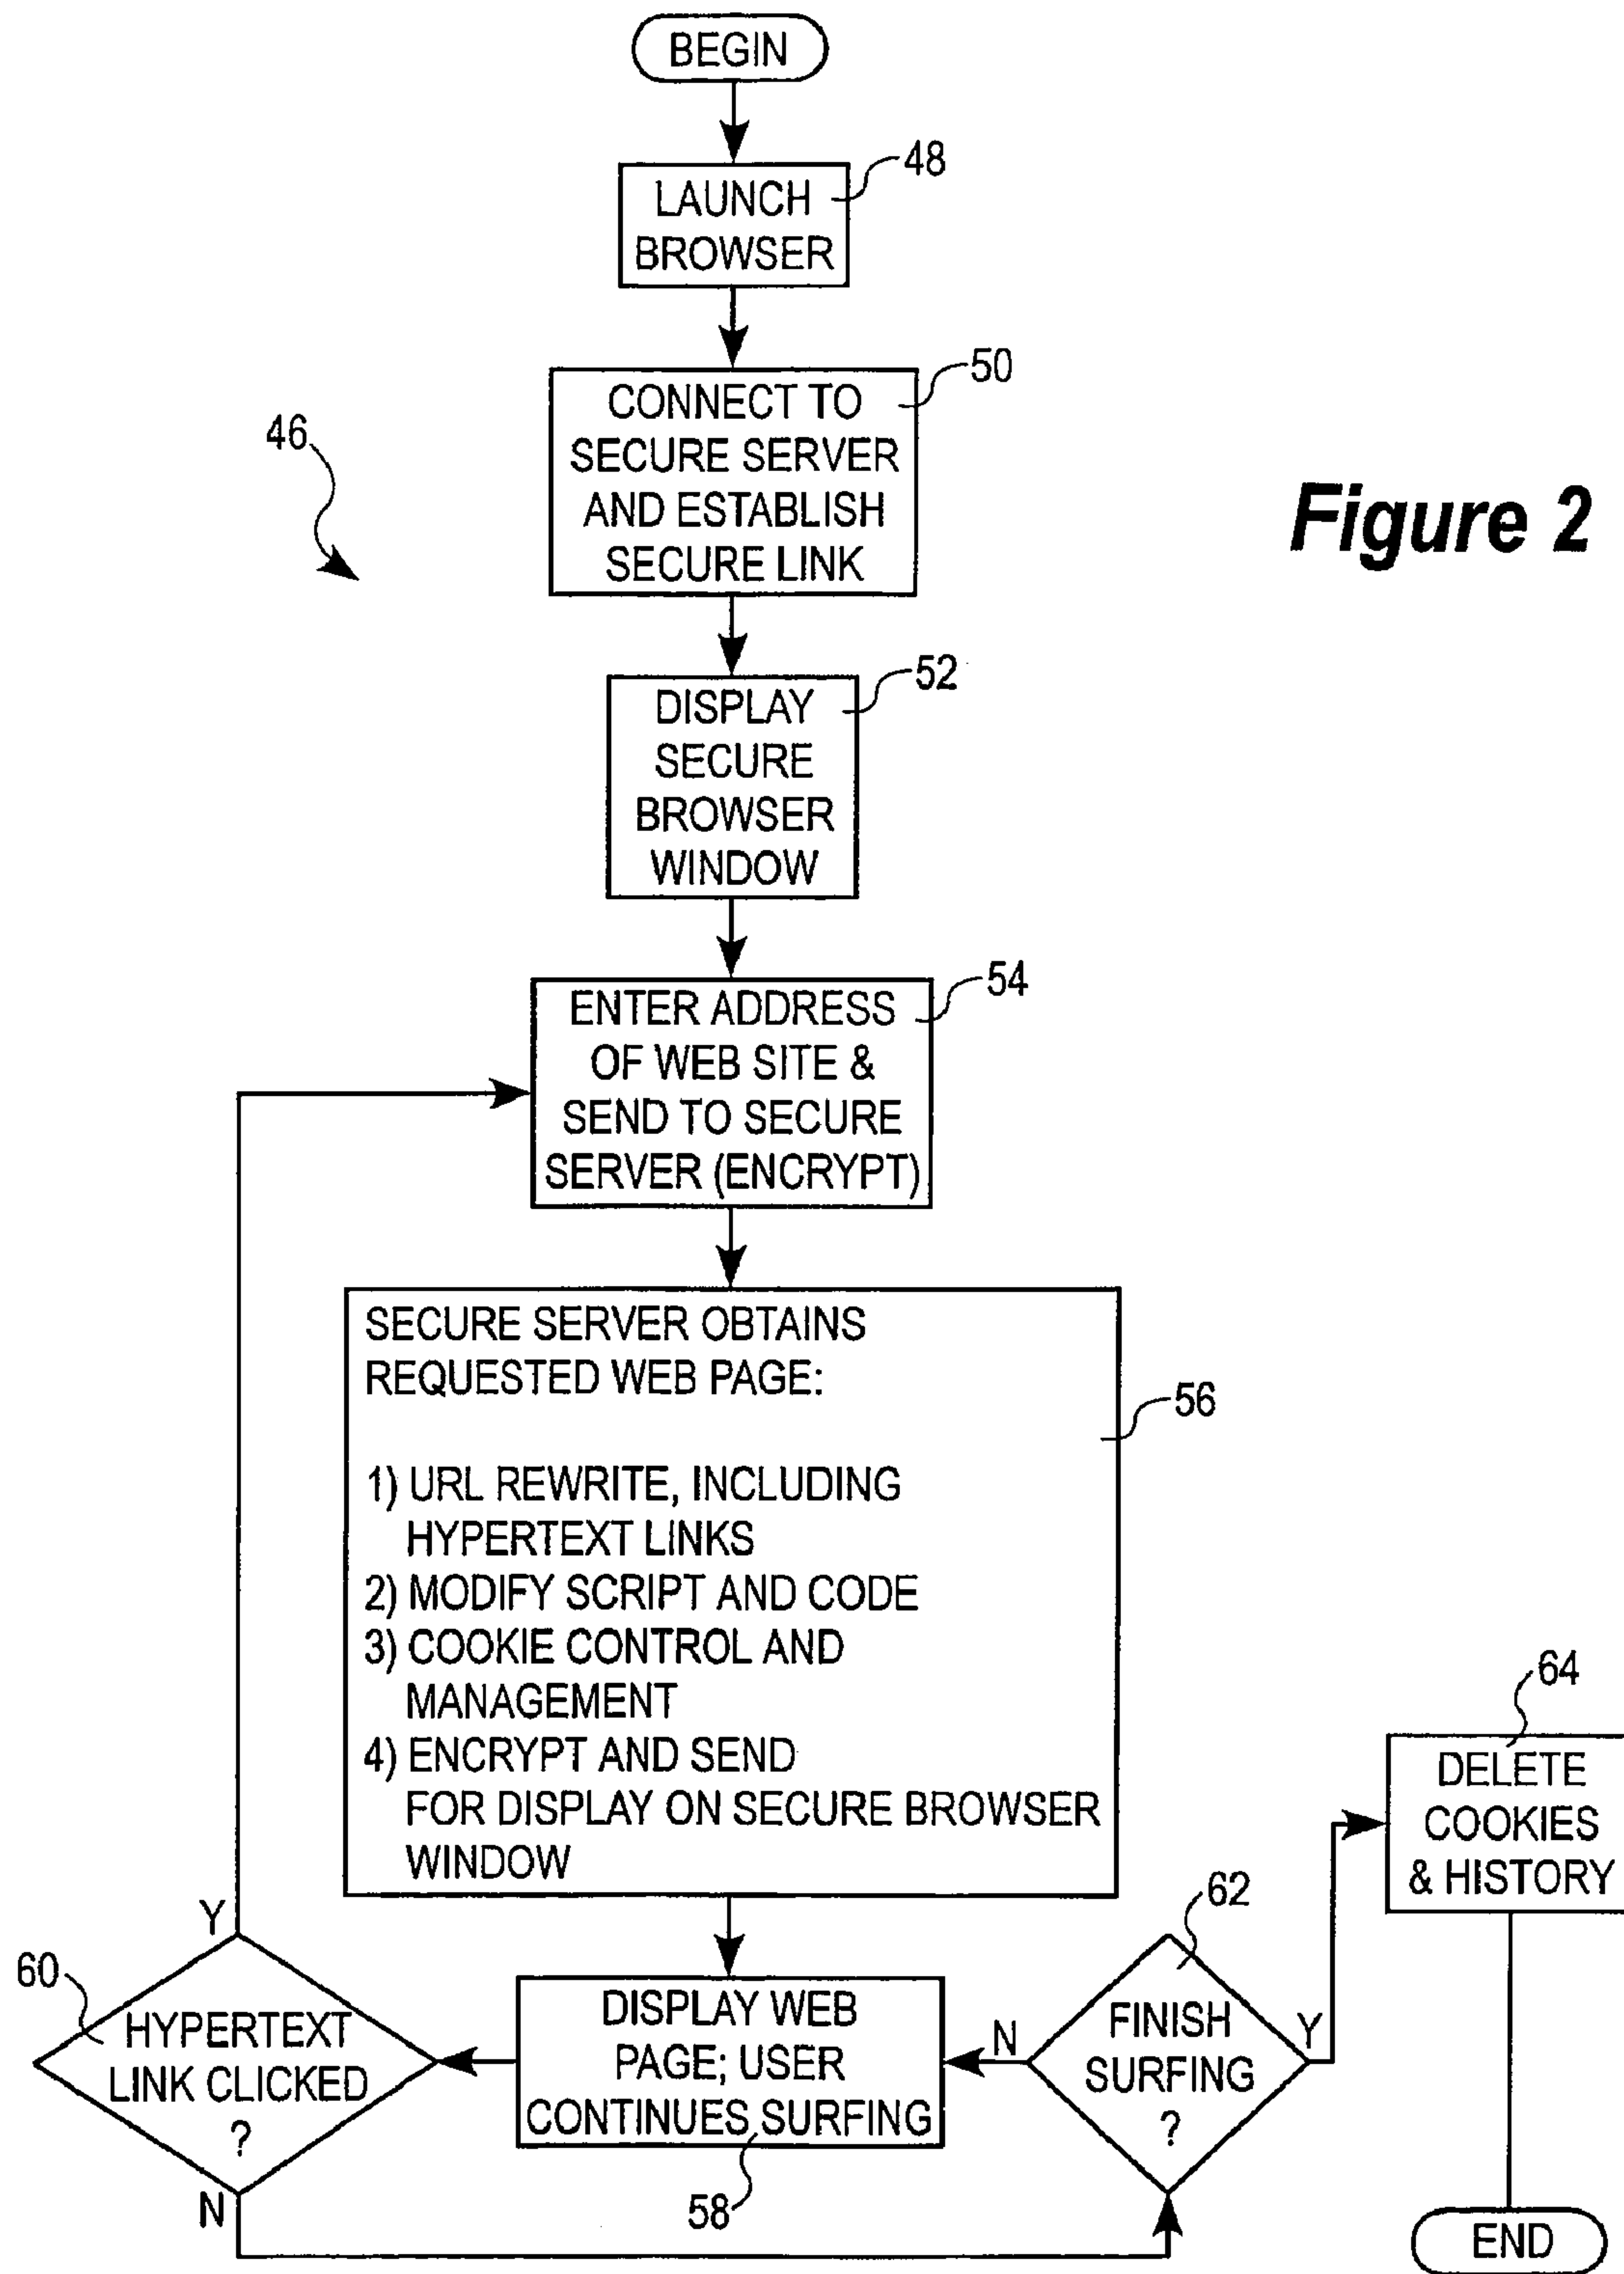 BEGIN
48
LAUNCH
BROWSER
50
CONNECT TO
SECURE SERVER
AND ESTABLISH
SECURE LINK
46
Figure 2
52
DISPLAY
SECURE
BROWSER
WINDOW
54
ENTER ADDRESS
OF WEB SITE &
SEND TO SECURE
SERVER (ENCRYPT)
56
SECURE SERVER OBTAINS
REQUESTED WEB PAGE:
1) URL REWRITE, INCLUDING
HYPERTEXT LINKS
2) MODIFY SCRIPT AND CODE
3) COOKIE CONTROL AND
MANAGEMENT
4) ENCRYPT AND SEND
FOR DISPLAY ON SECURE BROWSER
WINDOW
64
DELETE
COOKIES
& HISTORY
Y
60
HYPERTEXT
LINK CLICKED
?
N
DISPLAY WEB
PAGE; USER
CONTINUES SURFING
58
N
62
FINISH
SURFING
?
Y
END